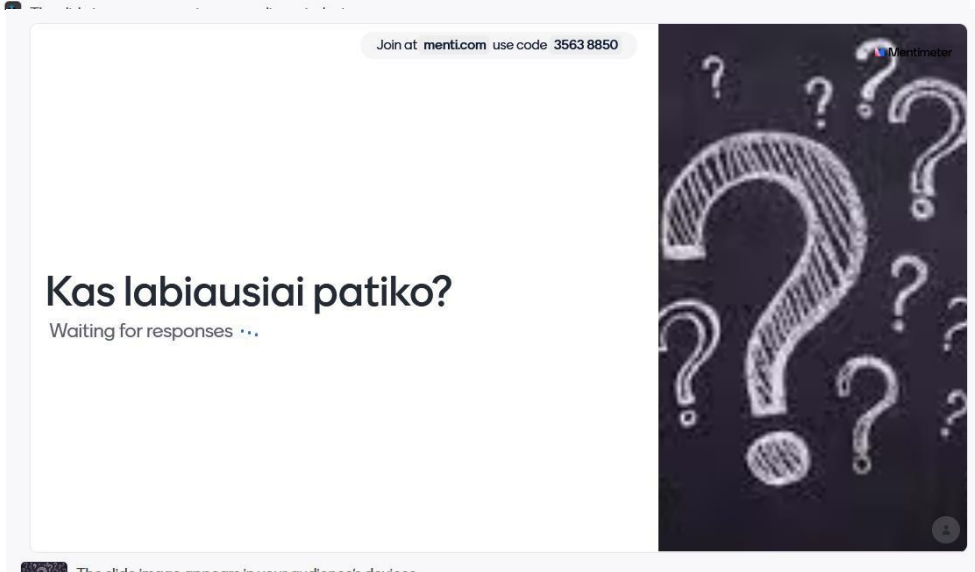 Join at menti.com use code 3563 8850
Mentimeter
Kas labiausiai patiko?
Waiting for responses ...
The slide image appears in your audience's devices